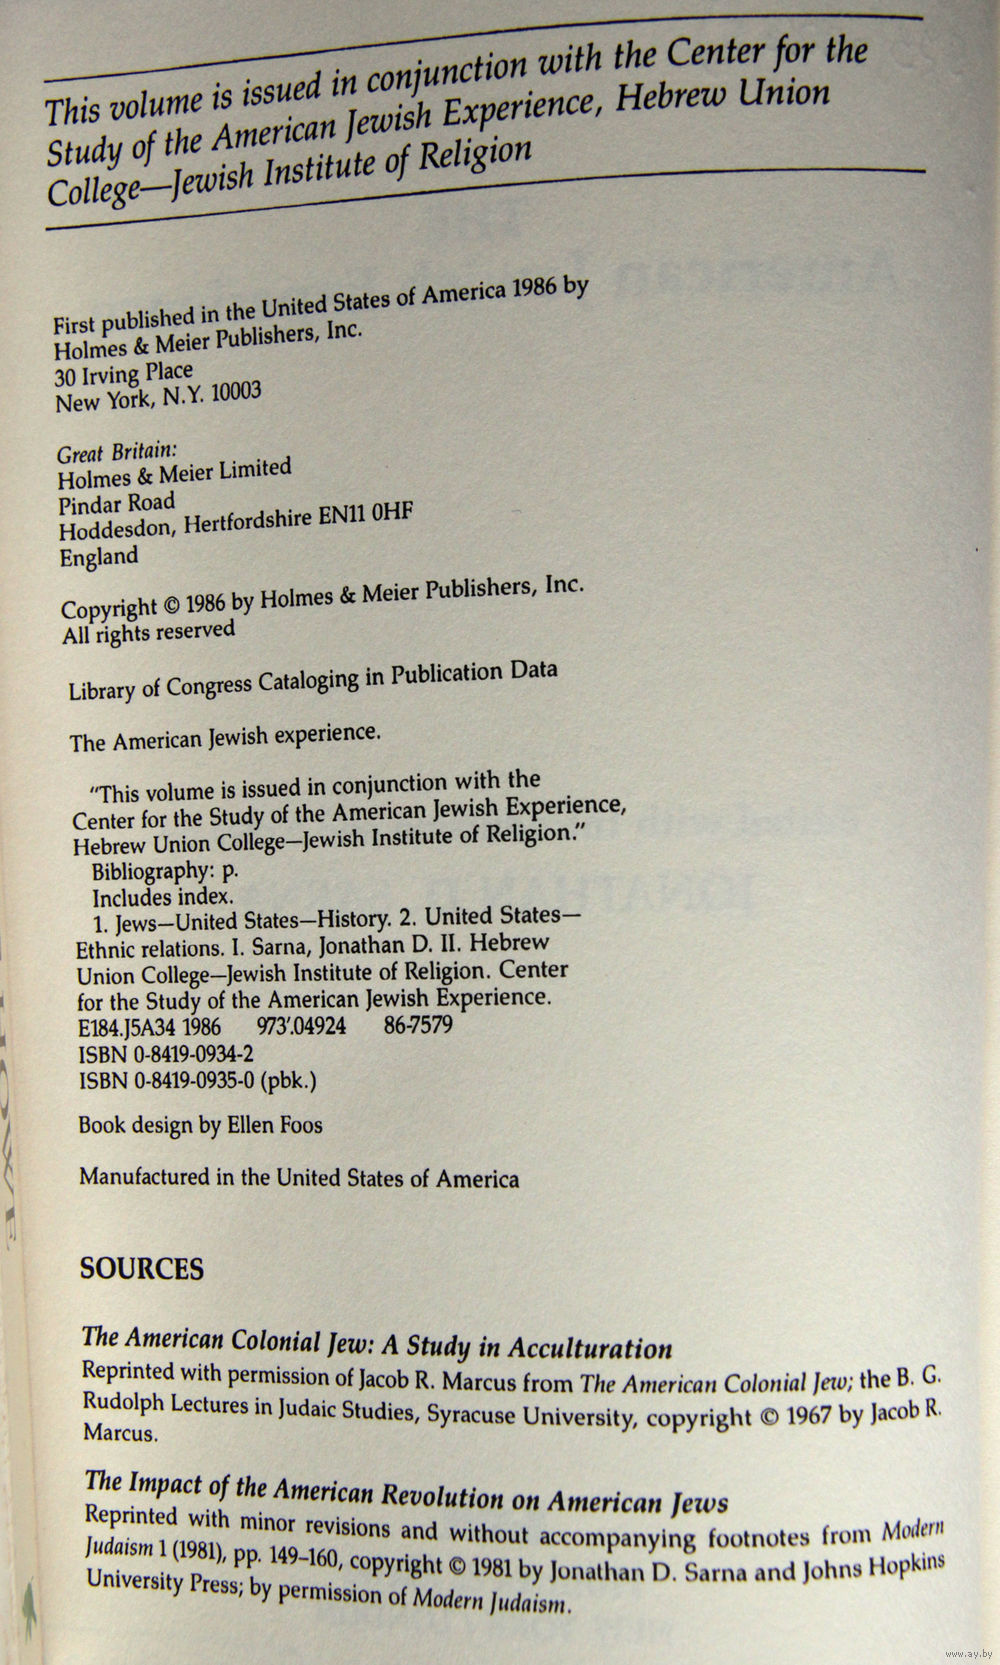 This volume is issued in conjunction with the Center for the
Study of the American Jewish Experience, Hebrew Union
College—Jewish Institute of Religion
First published in the United States of America 1986 by
Holmes & Meier Publishers, Inc.
30 Irving Place
New York, N.Y. 10003
Great Britain:
Holmes & Meier Limited
Pindar Road
Hoddesdon, Hertfordshire EN11 0HF
England
Copyright © 1986 by Holmes & Meier Publishers, Inc.
All rights reserved
Library of Congress Cataloging in Publication Data
The American Jewish experience.
"This volume is issued in conjunction with the
Center for the Study of the American Jewish Experience,
Hebrew Union College—Jewish Institute of Religion."
Bibliography: p.
Includes index.
1. Jews—United States—History. 2. United States—
Ethnic relations. I. Sarna, Jonathan D. II. Hebrew
Union College—Jewish Institute of Religion. Center
for the Study of the American Jewish Experience.
E184.J5A34 1986 973'.04924 86-7579
ISBN 0-8419-0934-2
ISBN 0-8419-0935-0 (pbk.)
Book design by Ellen Foos
Manufactured in the United States of America
SOURCES
The American Colonial Jew: A Study in Acculturation
Reprinted with permission of Jacob R. Marcus from The American Colonial Jew; the B. G.
Rudolph Lectures in Judaic Studies, Syracuse University, copyright © 1967 by Jacob R.
Marcus.
The Impact of the American Revolution on American Jews
Reprinted with minor revisions and without accompanying footnotes from Modern
Judaism 1 (1981), pp. 149–160, copyright © 1981 by Jonathan D. Sarna and Johns Hopkins
University Press; by permission of Modern Judaism.
www.ay.by